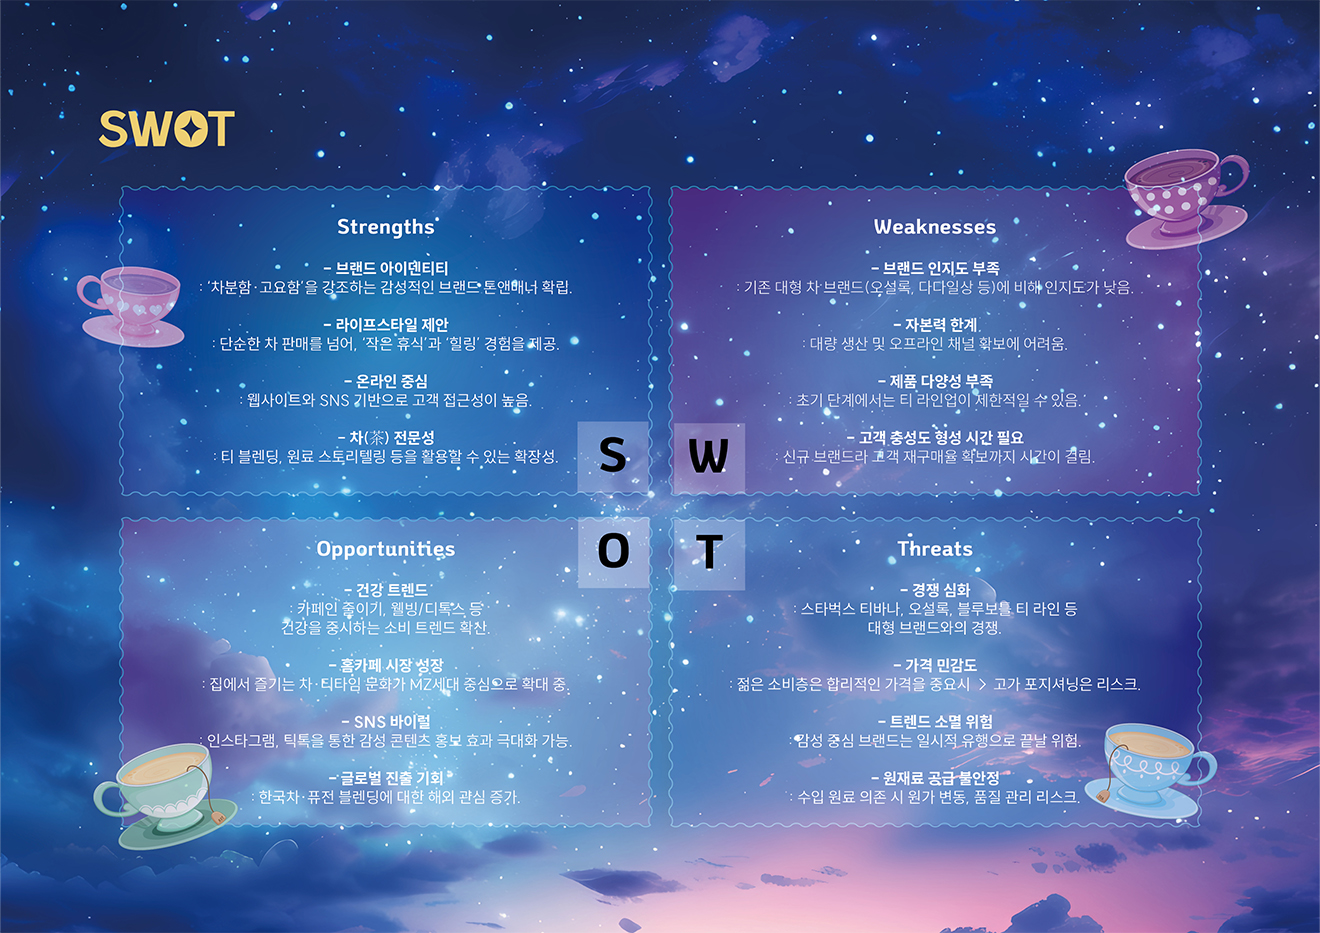 SWOT
Strengths
– 브랜드 아이덴티티
: ‘차분함·고요함’을 강조하는 감성적인 브랜드 톤앤매너 확립.
– 라이프스타일 제안
: 단순한 차 판매를 넘어, ‘작은 휴식’과 ‘힐링’ 경험을 제공.
– 온라인 중심
: 웹사이트와 SNS 기반으로 고객 접근성이 높음.
– 차(茶) 전문성
: 티 블렌딩, 원료 스토리텔링 등을 활용할 수 있는 확장성.
Weaknesses
– 브랜드 인지도 부족
: 기존 대형 차 브랜드(오설록, 다다일상 등)에 비해 인지도가 낮음.
– 자본력 한계
: 대량 생산 및 오프라인 채널 확보에 어려움.
– 제품 다양성 부족
: 초기 단계에서는 티 라인업이 제한적일 수 있음.
– 고객 충성도 형성 시간 필요
: 신규 브랜드라 고객 재구매율 확보까지 시간이 걸림.
S W
O T
Opportunities
– 건강 트렌드
: 카페인 줄이기, 웰빙/디톡스 등
건강을 중시하는 소비 트렌드 확산.
– 홈카페 시장 성장
: 집에서 즐기는 차·티타임 문화가 MZ세대 중심으로 확대 중.
– SNS 바이럴
: 인스타그램, 틱톡을 통한 감성 콘텐츠 홍보 효과 극대화 가능.
– 글로벌 진출 기회
: 한국차·퓨전 블렌딩에 대한 해외 관심 증가.
Threats
– 경쟁 심화
: 스타벅스 티바나, 오설록, 블루보틀 티 라인 등
대형 브랜드와의 경쟁.
– 가격 민감도
: 젊은 소비층은 합리적인 가격을 중요시 > 고가 포지셔닝은 리스크.
– 트렌드 소멸 위험
: 감성 중심 브랜드는 일시적 유행으로 끝날 위험.
– 원재료 공급 불안정
: 수입 원료 의존 시 원가 변동, 품질 관리 리스크.